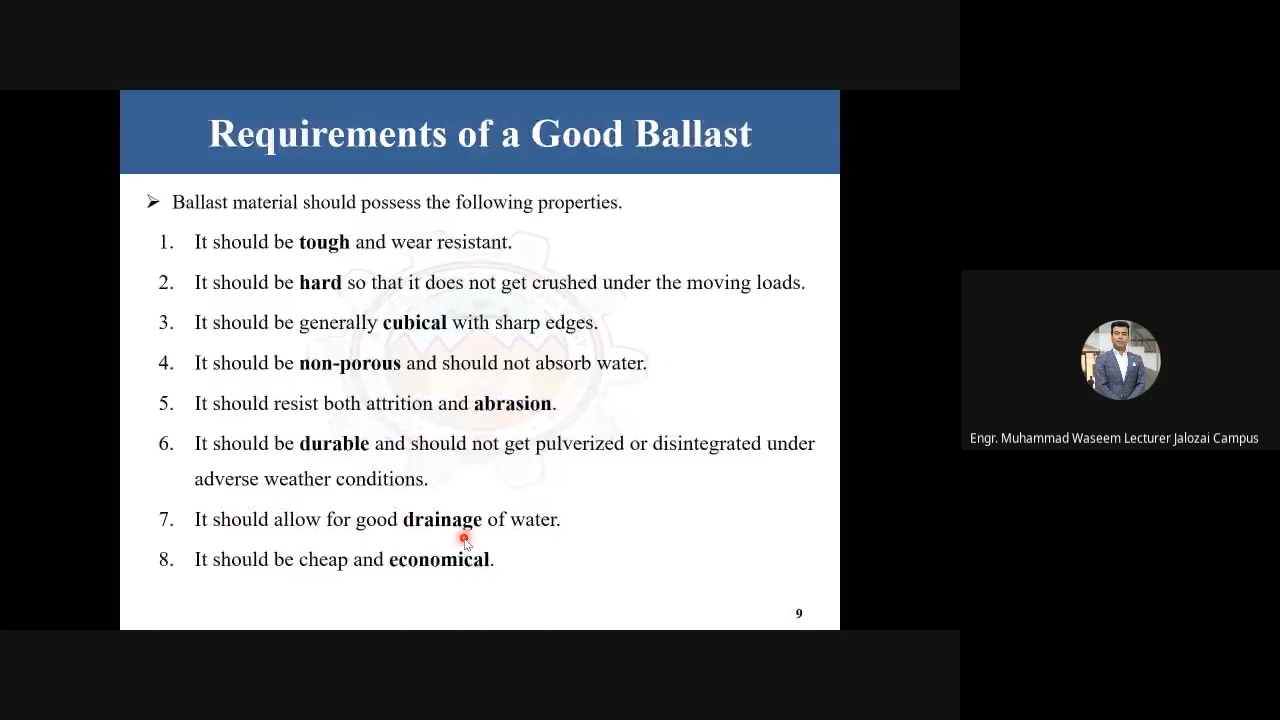 Requirements of a Good Ballast
➢ Ballast material should possess the following properties.
1. It should be tough and wear resistant.
2. It should be hard so that it does not get crushed under the moving loads.
3. It should be generally cubical with sharp edges.
4. It should be non-porous and should not absorb water.
5. It should resist both attrition and abrasion.
6. It should be durable and should not get pulverized or disintegrated under
adverse weather conditions.
7. It should allow for good drainage of water.
8. It should be cheap and economical.
9
Engr. Muhammad Waseem Lecturer Jalozai Campus